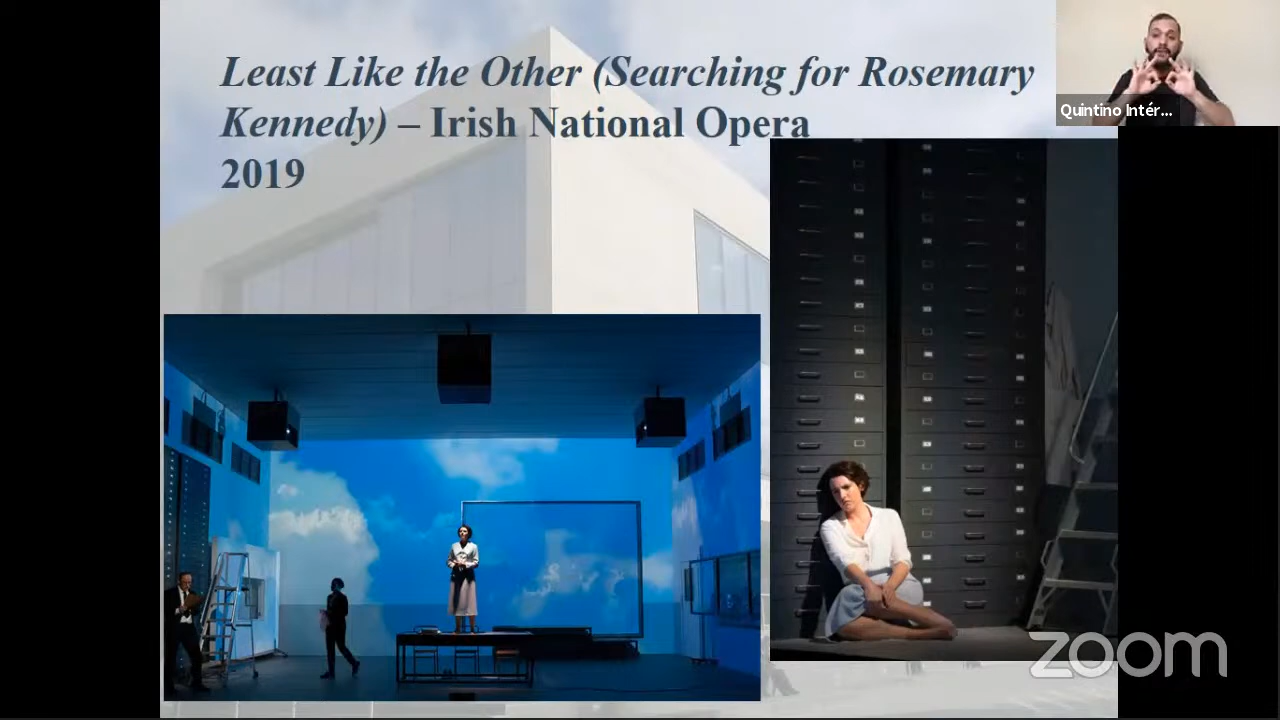 Least Like the Other (Searching for Rosemary
Kennedy) – Irish National Opera
2019
Quintino Intér...
zoom